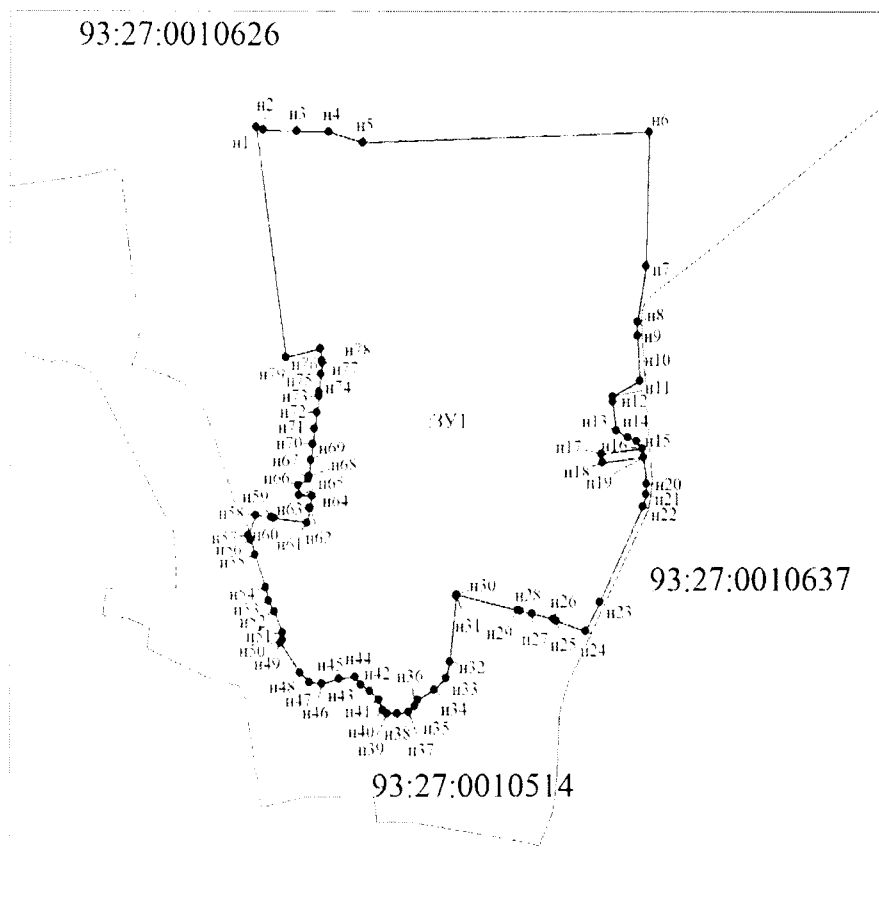 93:27:0010626
н2
н3
н4
н5
н6
н1
н7
н8
н9
н10
н11
н12
н13
н14
н15
н16
н17
н18
н19
н20
н21
н22
н23
н24
н25
н26
н27
н28
н29
н30
н31
н32
н33
н34
н35
н36
н37
н38
н39
н40
н41
н42
н43
н44
н45
н46
н47
н48
н49
н50
н51
н52
н53
н54
н55
н56
н57
н58
н59
н60
н61
н62
н63
н64
н65
н66
н67
н68
н69
н70
н71
н72
н73
н74
н75
н76
н77
н78
н79
:ЗУ1
93:27:0010637
93:27:0010514